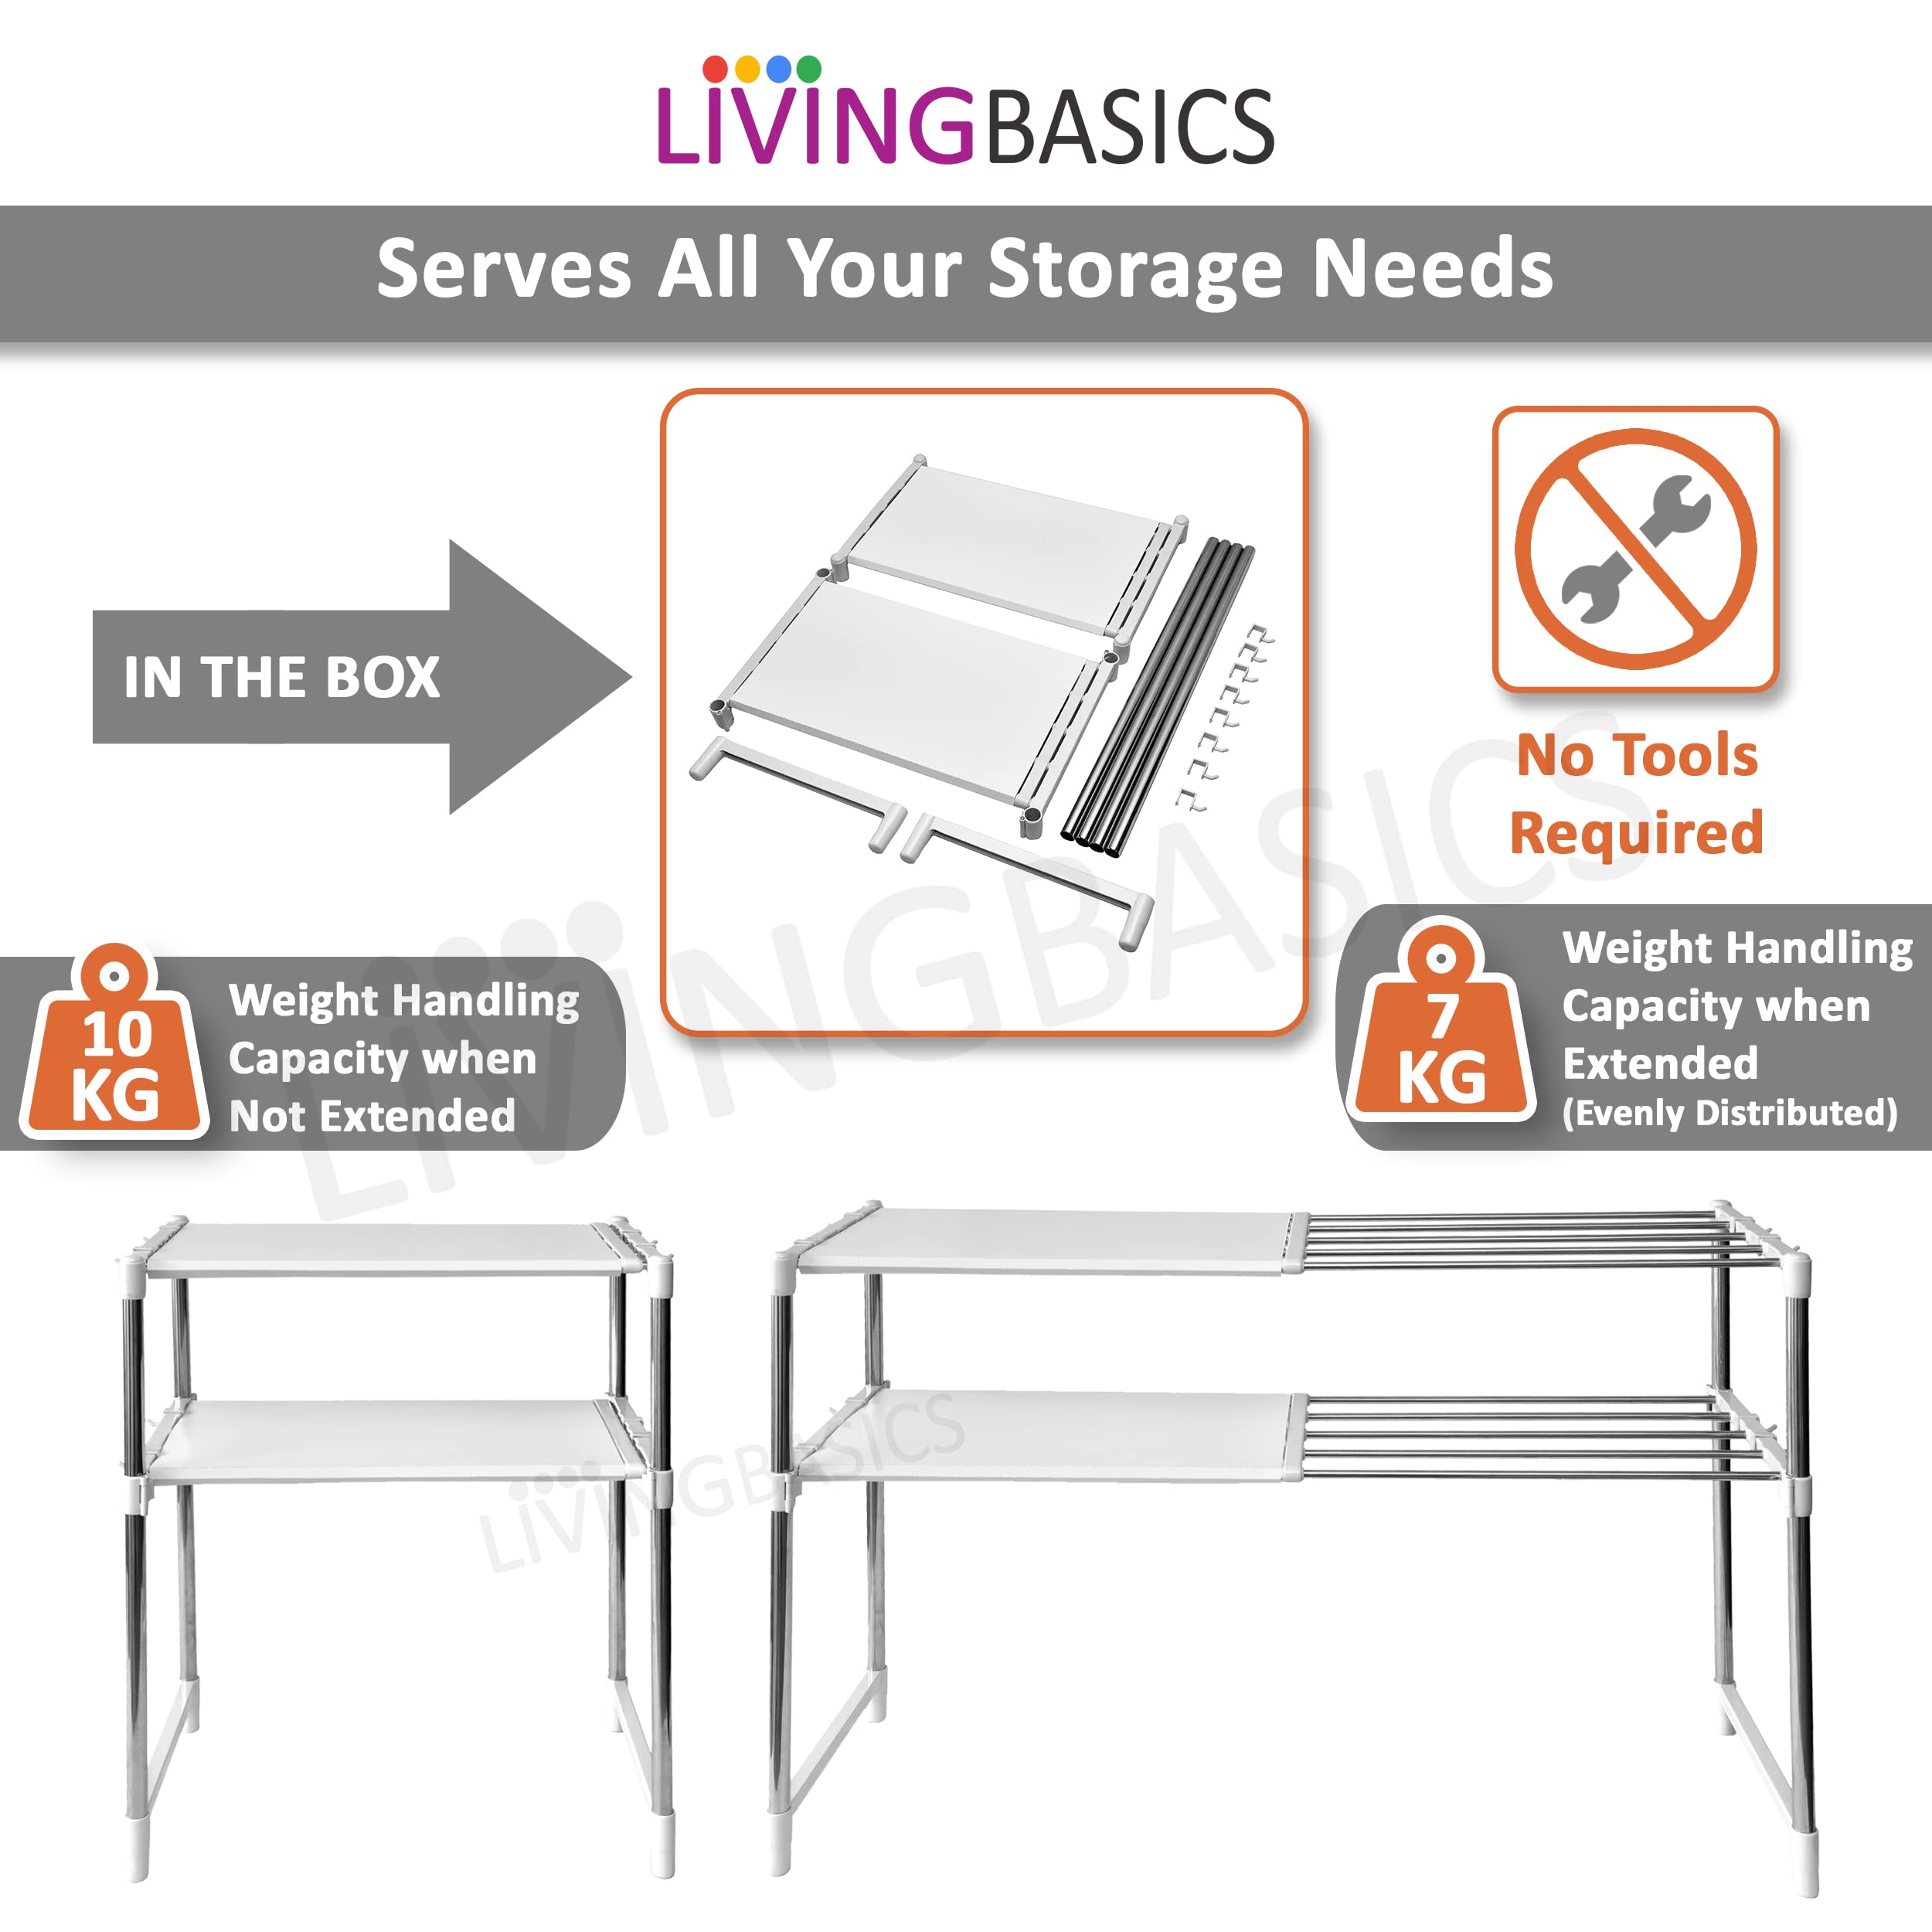 LIVINGBASICS
Serves All Your Storage Needs
IN THE BOX
No Tools
Required
10
KG
Weight Handling
Capacity when
Not Extended
7
KG
Weight Handling
Capacity when
Extended
(Evenly Distributed)
LIVINGBASICS
LIVINGBASICS